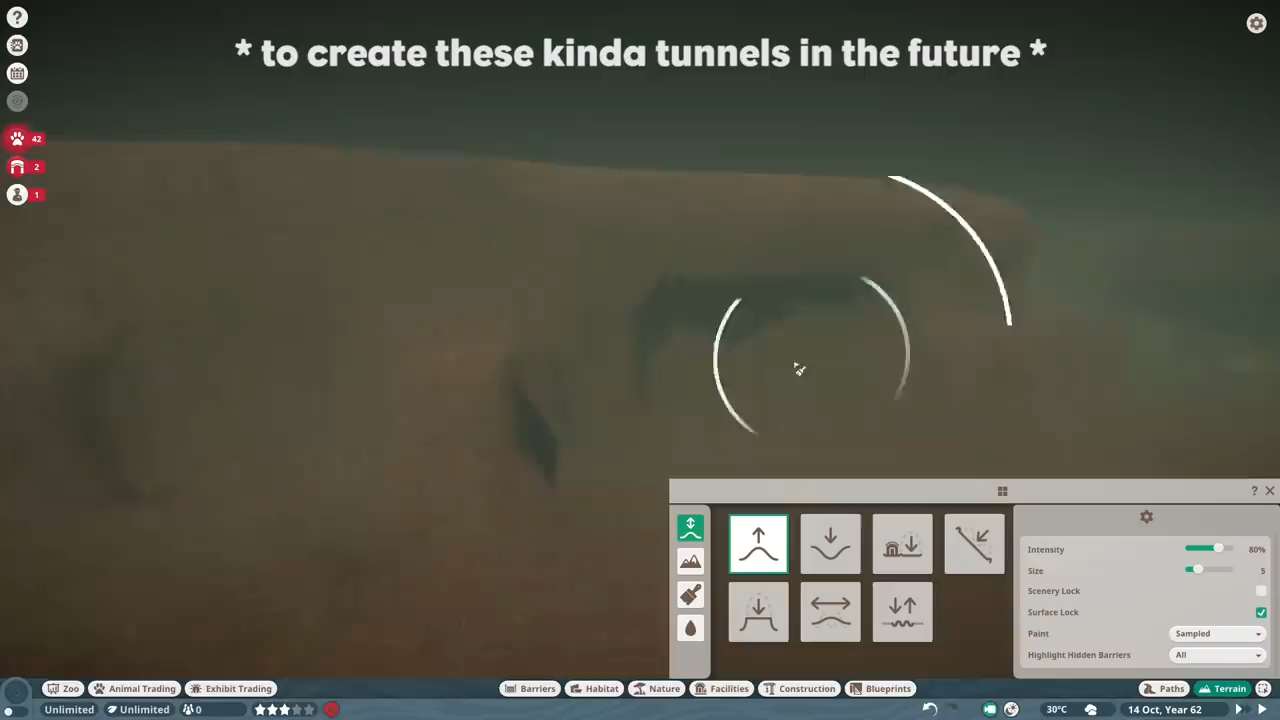 * to create these kinda tunnels in the future *
?
42
2
1
? ×
Intensity 80%
Size 5
Scenery Lock
Surface Lock
Paint Sampled
Highlight Hidden Barriers All
Zoo Animal Trading Exhibit Trading Barriers Habitat Nature Facilities Construction Blueprints Paths Terrain
Unlimited Unlimited 0 30°C 14 Oct, Year 62